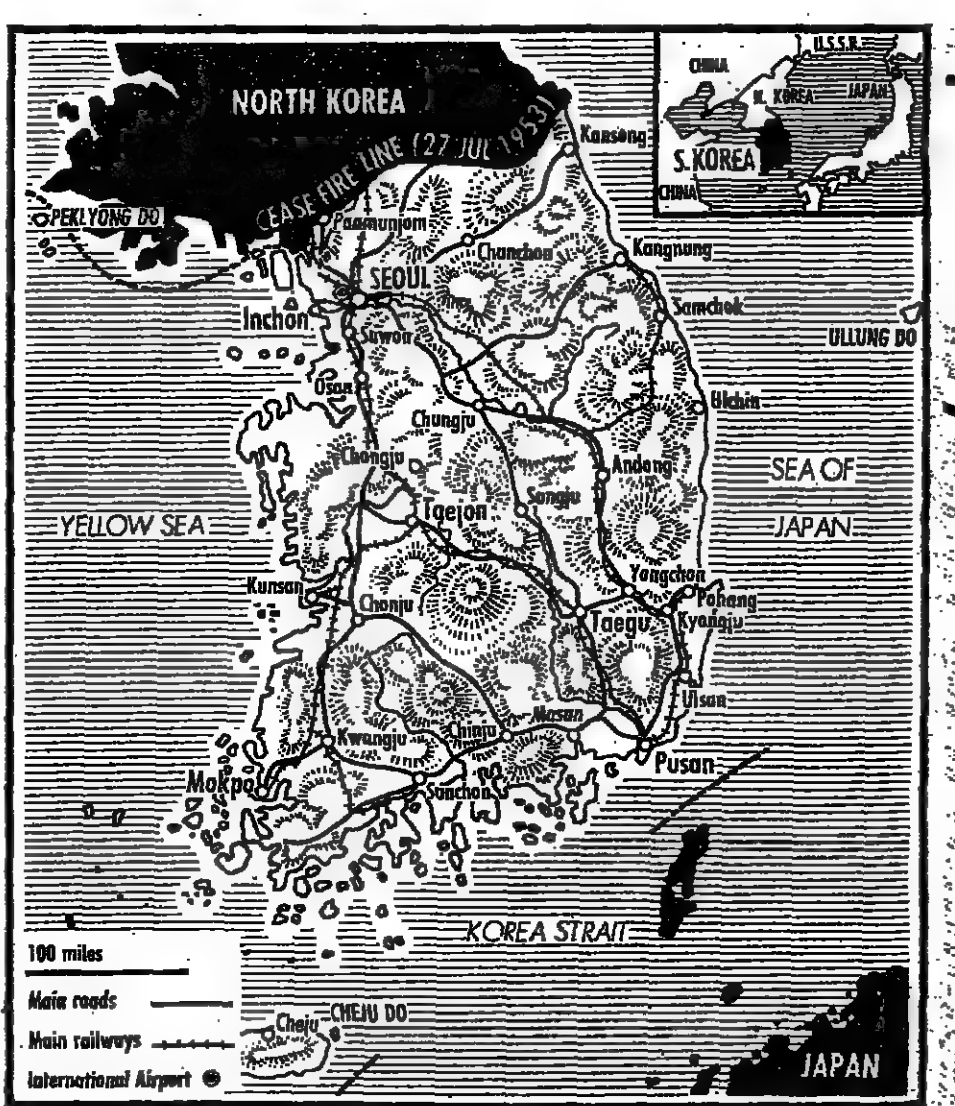 NORTH KOREA
CEASE FIRE LINE (27 JUL 1953)
U.S.S.R.
CHINA
N. KOREA
JAPAN
S. KOREA
CHINA
Kansong
PEKLYONG DO
Paamunjom
Chunchon
Kangnung
SEOUL
Inchon
Samchok
ULLUNG DO
Suwon
Osan
Ulchin
Chungju
Chongju
Andong
SEA OF
JAPAN
Songju
YELLOW SEA
Taejon
Yongchon
Kunsan
Pohang
Chonju
Taegu
Kyongju
Ulsan
Masan
Chinju
Kwangju
Pusan
Mokpo
Sonchon
KOREA STRAIT
100 miles
Main roads
Main railways
International Airport
Cheju
CHEJU DO
JAPAN